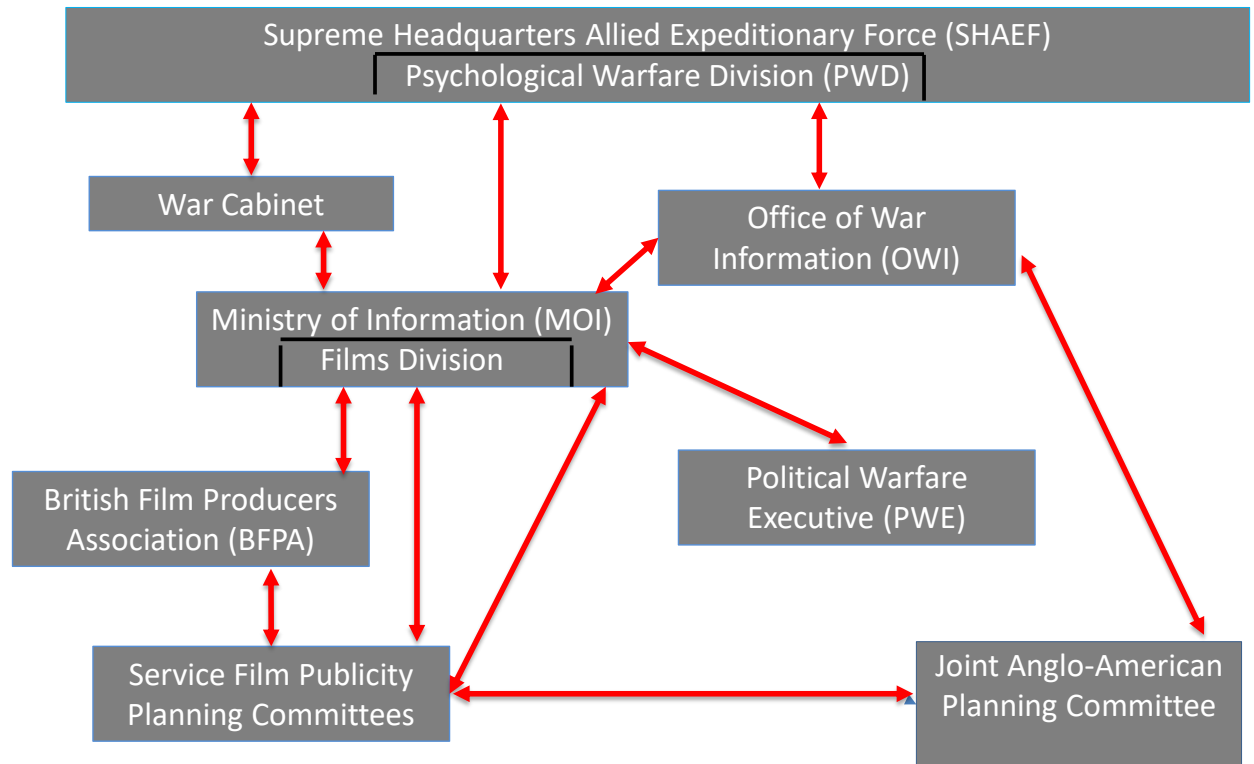 Supreme Headquarters Allied Expeditionary Force (SHAEF)
Psychological Warfare Division (PWD)
War Cabinet
Office of War
Information (OWI)
Ministry of Information (MOI)
Films Division
British Film Producers
Association (BFPA)
Political Warfare
Executive (PWE)
Service Film Publicity
Planning Committees
Joint Anglo-American
Planning Committee